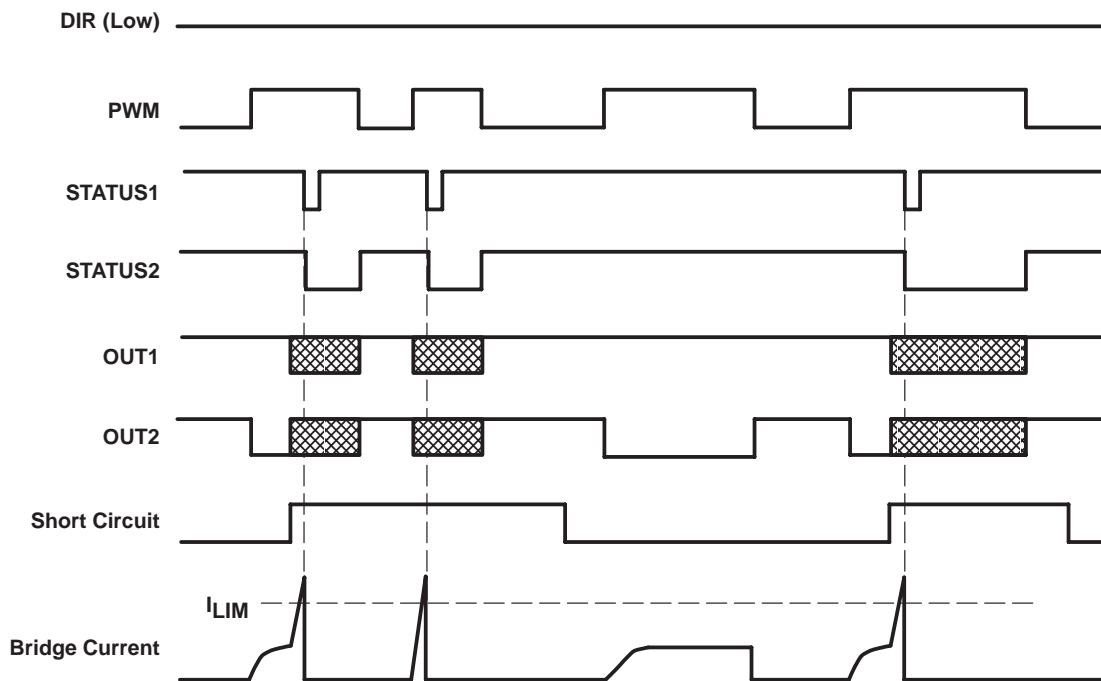 DIR (Low)
PWM
STATUS1
STATUS2
OUT1
OUT2
Short Circuit
ILIM
Bridge Current